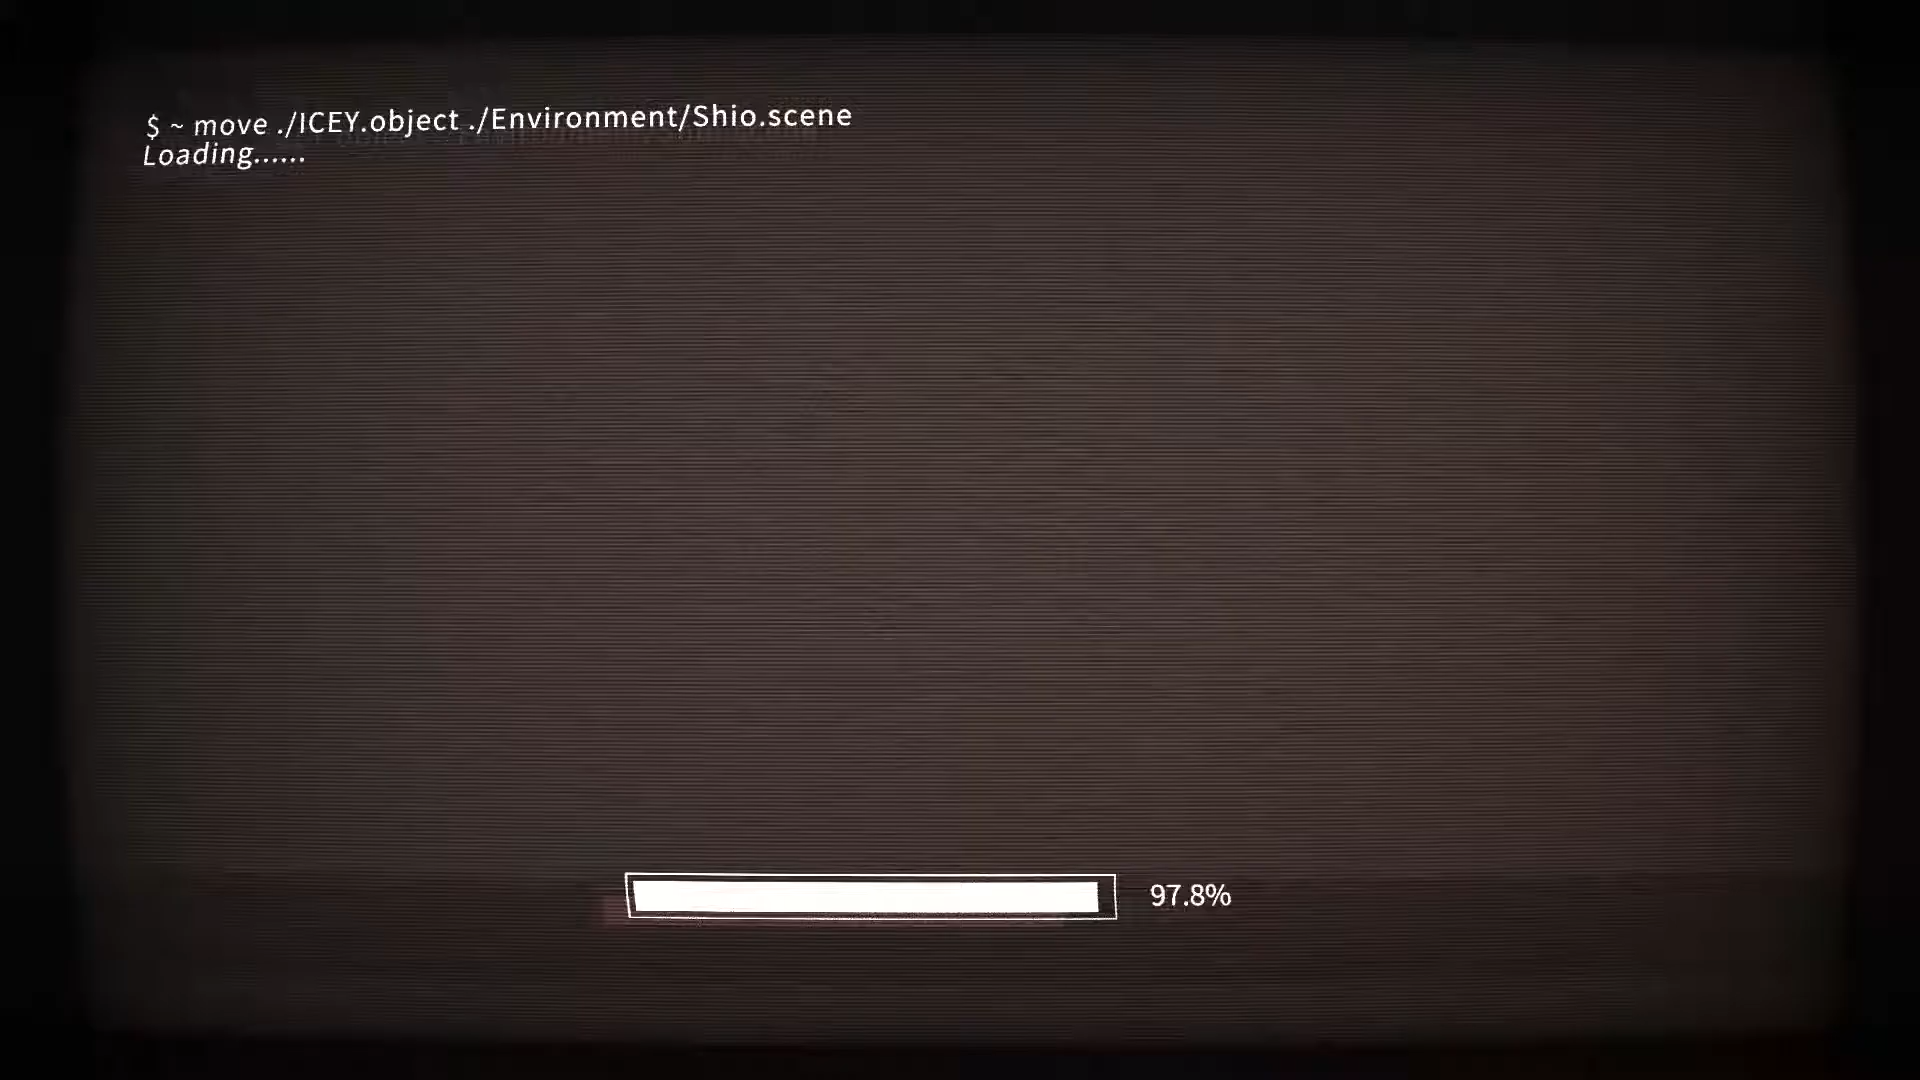 $ ~ move ./ICEY.object ./Environment/Shio.scene
Loading......
97.8%